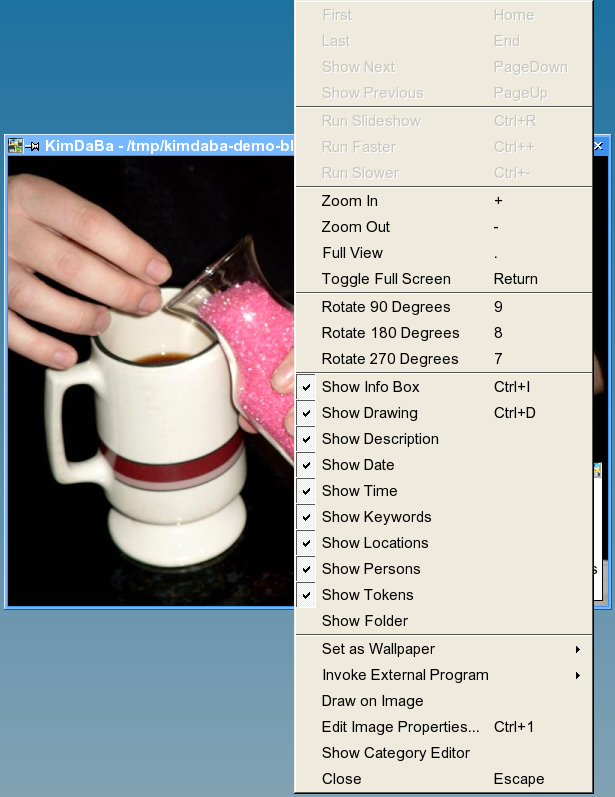 First Home
Last End
Show Next PageDown
Show Previous PageUp
Run Slideshow Ctrl+R
Run Faster Ctrl++
Run Slower Ctrl+-
KimDaBa - /tmp/kimdaba-demo-bl
Zoom In +
Zoom Out -
Full View .
Toggle Full Screen Return
Rotate 90 Degrees 9
Rotate 180 Degrees 8
Rotate 270 Degrees 7
Show Info Box Ctrl+I
Show Drawing Ctrl+D
Show Description
Show Date
Show Time
Show Keywords
Show Locations
Show Persons
Show Tokens
Show Folder
Set as Wallpaper
Invoke External Program
Draw on Image
Edit Image Properties... Ctrl+1
Show Category Editor
Close Escape